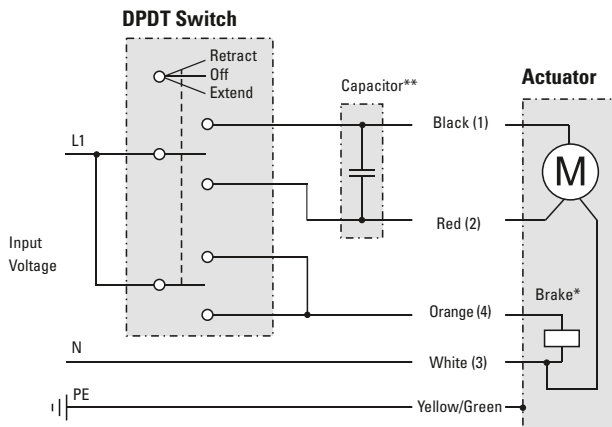 DPDT Switch
Retract
Off
Extend
Capacitor**
Actuator
L1
Black (1)
M
Red (2)
Input
Voltage
Brake*
Orange (4)
N
White (3)
PE
Yellow/Green